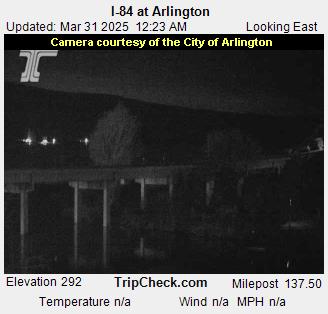 I-84 at Arlington
Updated: Mar 31 2025 12:23 AM Looking East
Camera courtesy of the City of Arlington
Elevation 292 TripCheck.com Milepost 137.50
Temperature n/a Wind n/a MPH n/a